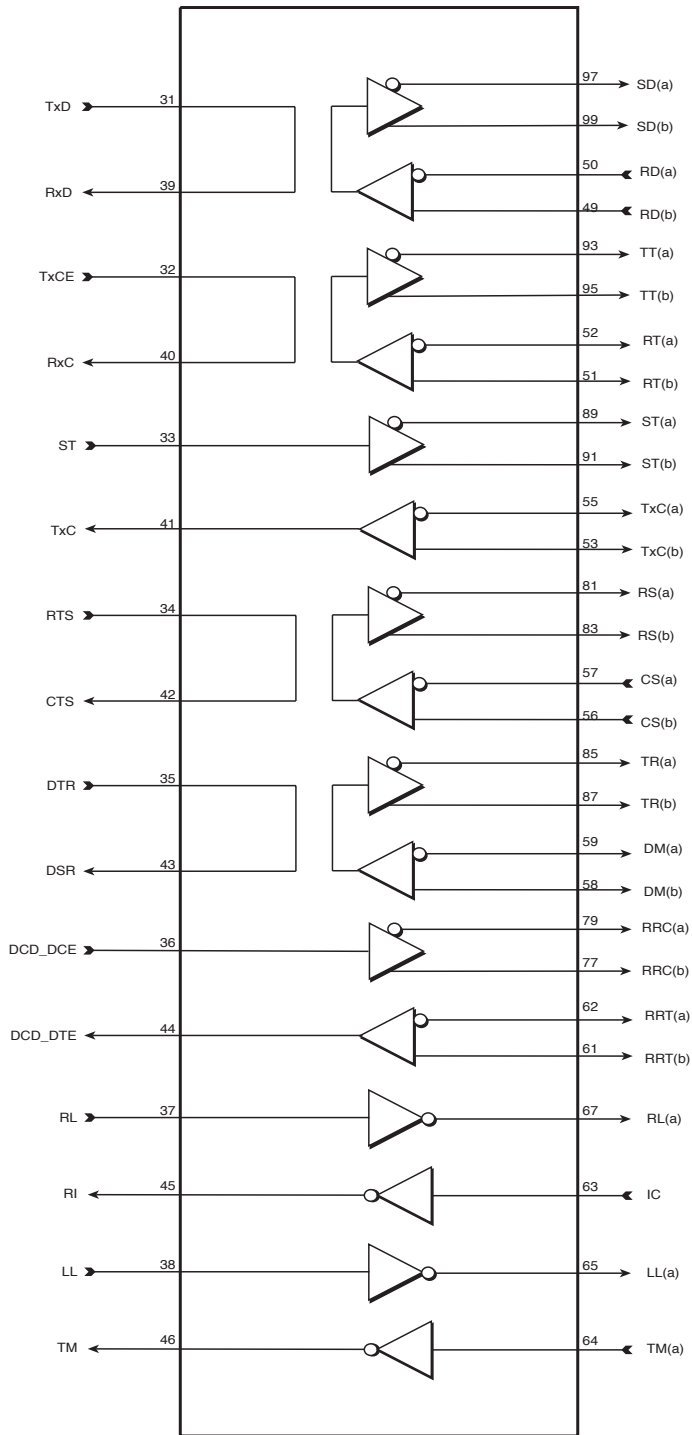 97 SD(a)
TxD 31
99 SD(b)
50 RD(a)
RxD 39
49 RD(b)
93 TT(a)
TxCE 32
95 TT(b)
52 RT(a)
RxC 40
51 RT(b)
89 ST(a)
ST 33
91 ST(b)
55 TxC(a)
TxC 41
53 TxC(b)
81 RS(a)
RTS 34
83 RS(b)
57 CS(a)
CTS 42
56 CS(b)
85 TR(a)
DTR 35
87 TR(b)
59 DM(a)
DSR 43
58 DM(b)
79 RRC(a)
DCD_DCE 36
77 RRC(b)
62 RRT(a)
DCD_DTE 44
61 RRT(b)
RL 37 67 RL(a)
RI 45 63 IC
LL 38 65 LL(a)
TM 46 64 TM(a)